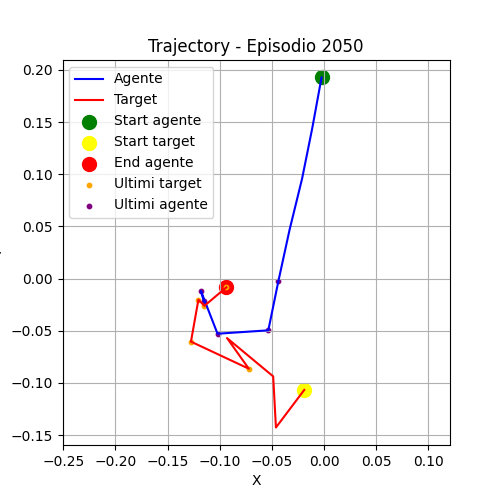 Trajectory - Episodio 2050
Agente
Target
Start agente
Start target
End agente
Ultimi target
Ultimi agente
0.20
0.15
0.10
0.05
0.00
−0.05
−0.10
−0.15
−0.25 −0.20 −0.15 −0.10 −0.05 0.00 0.05 0.10
X